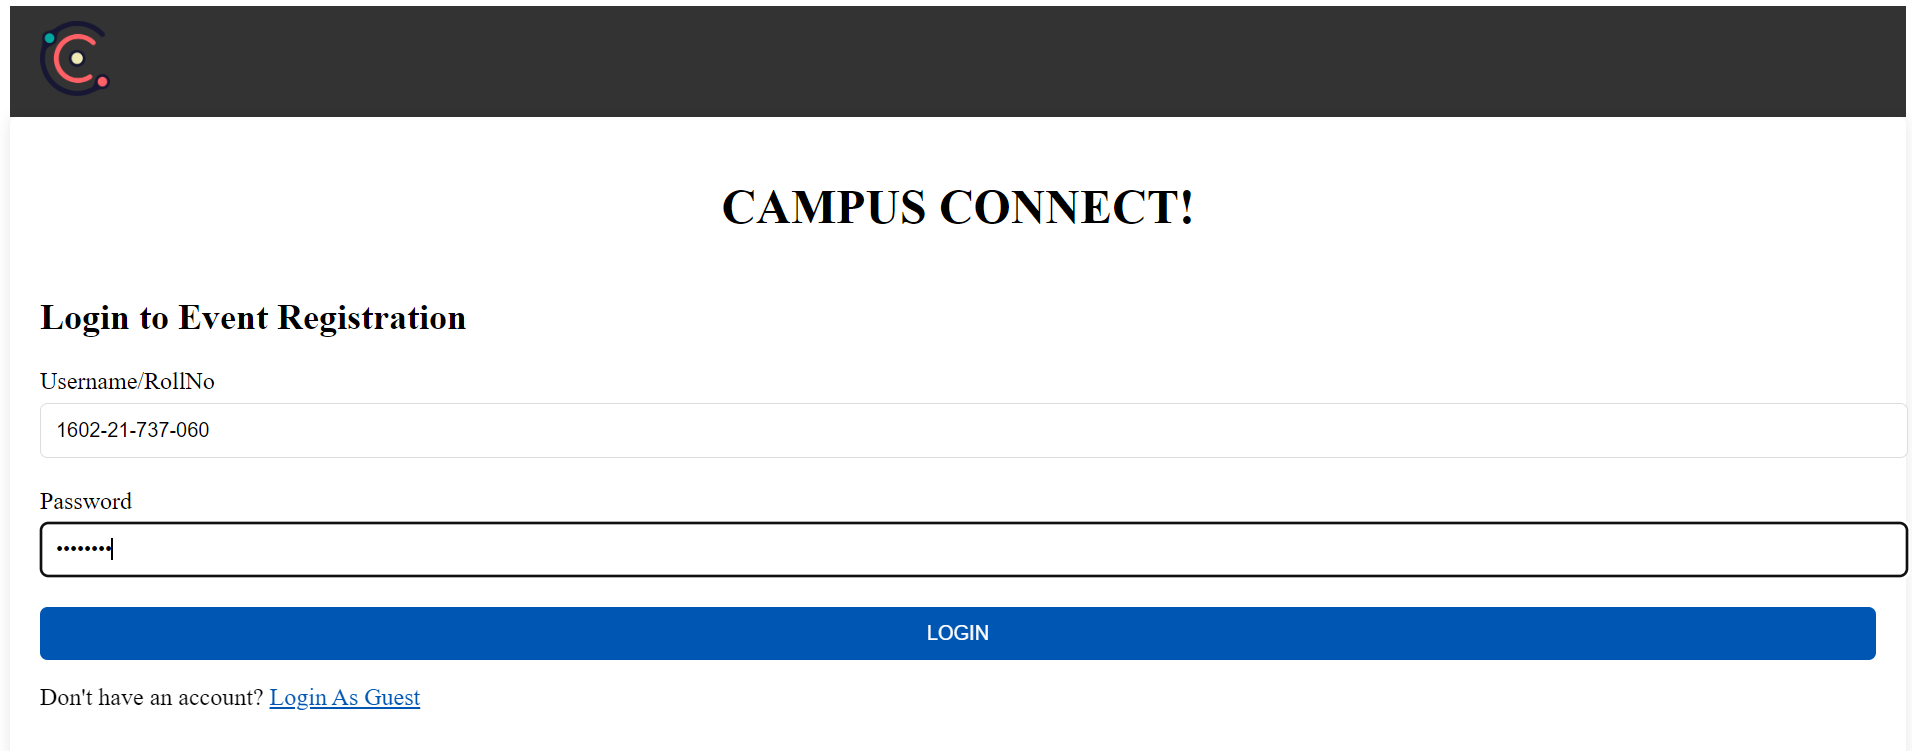 CAMPUS CONNECT!
Login to Event Registration
Username/RollNo
1602-21-737-060
Password
••••••••
LOGIN
Don't have an account? Login As Guest